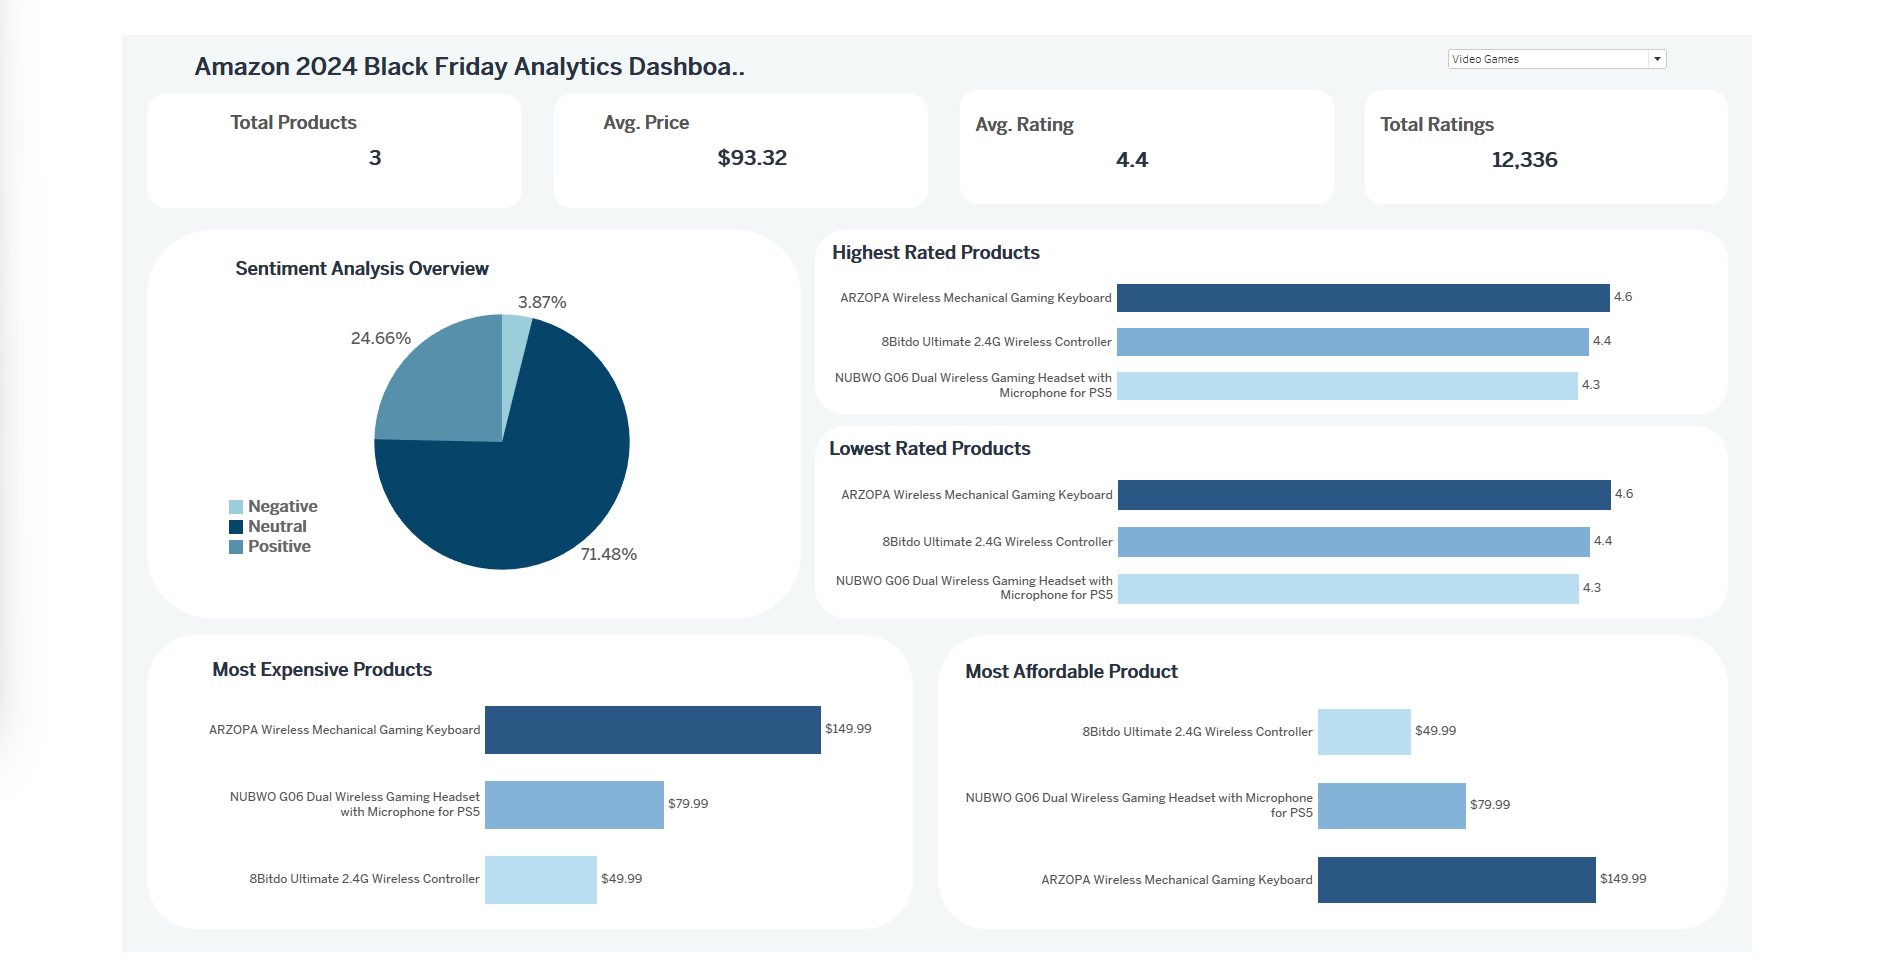 Amazon 2024 Black Friday Analytics Dashboa..
Video Games
Total Products
3
Avg. Price
$93.32
Avg. Rating
4.4
Total Ratings
12,336
Sentiment Analysis Overview
3.87%
24.66%
71.48%
Negative
Neutral
Positive
Highest Rated Products
ARZOPA Wireless Mechanical Gaming Keyboard
4.6
8Bitdo Ultimate 2.4G Wireless Controller
4.4
NUBWO G06 Dual Wireless Gaming Headset with
Microphone for PS5
4.3
Lowest Rated Products
ARZOPA Wireless Mechanical Gaming Keyboard
4.6
8Bitdo Ultimate 2.4G Wireless Controller
4.4
NUBWO G06 Dual Wireless Gaming Headset with
Microphone for PS5
4.3
Most Expensive Products
ARZOPA Wireless Mechanical Gaming Keyboard
$149.99
NUBWO G06 Dual Wireless Gaming Headset
with Microphone for PS5
$79.99
8Bitdo Ultimate 2.4G Wireless Controller
$49.99
Most Affordable Product
8Bitdo Ultimate 2.4G Wireless Controller
$49.99
NUBWO G06 Dual Wireless Gaming Headset with Microphone
for PS5
$79.99
ARZOPA Wireless Mechanical Gaming Keyboard
$149.99